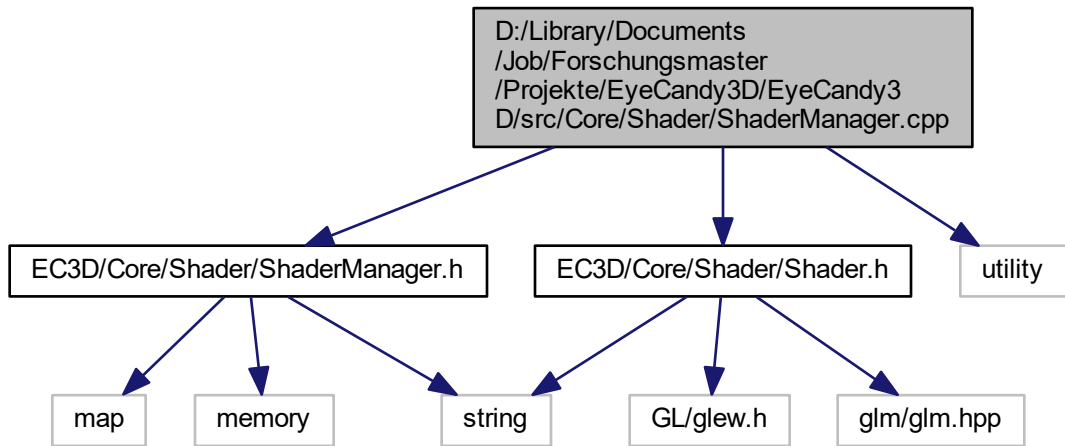 D:/Library/Documents
/Job/Forschungsmaster
/Projekte/EyeCandy3D/EyeCandy3
D/src/Core/Shader/ShaderManager.cpp
EC3D/Core/Shader/ShaderManager.h
EC3D/Core/Shader/Shader.h
utility
map
memory
string
GL/glew.h
glm/glm.hpp